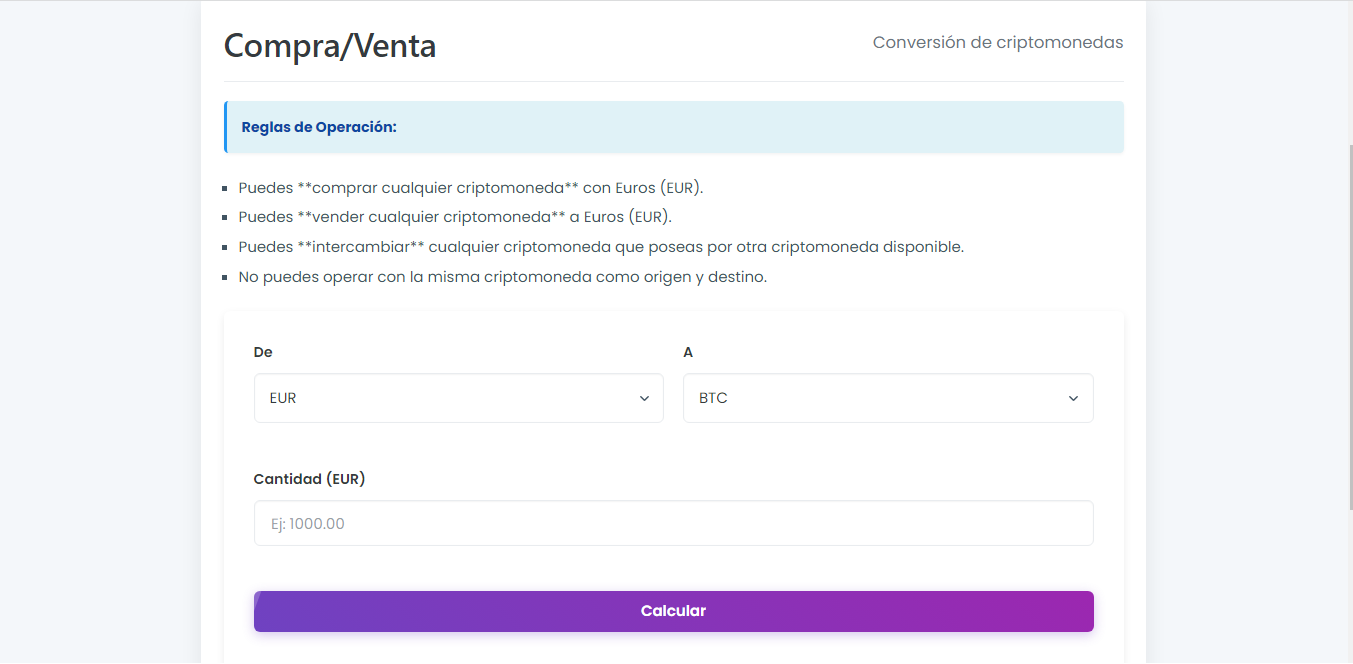 Compra/Venta
Conversión de criptomonedas
Reglas de Operación:
Puedes **comprar cualquier criptomoneda** con Euros (EUR).
Puedes **vender cualquier criptomoneda** a Euros (EUR).
Puedes **intercambiar** cualquier criptomoneda que poseas por otra criptomoneda disponible.
No puedes operar con la misma criptomoneda como origen y destino.
De
A
EUR
BTC
Cantidad (EUR)
Ej: 1000.00
Calcular